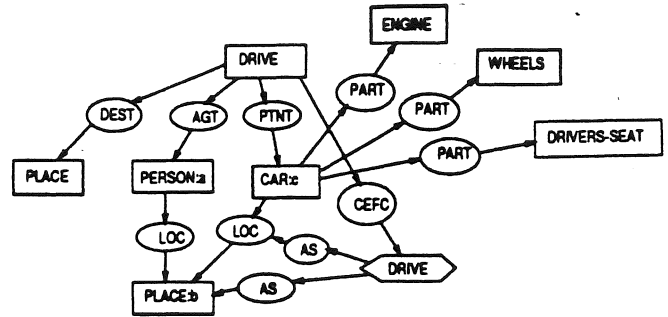 ENGINE
DRIVE
WHEELS
PART
DEST
AGT
PTNT
PART
DRIVERS-SEAT
PART
PLACE
PERSON:a
CAR:c
CEFC
LOC
LOC
AS
DRIVE
PLACE:b
AS